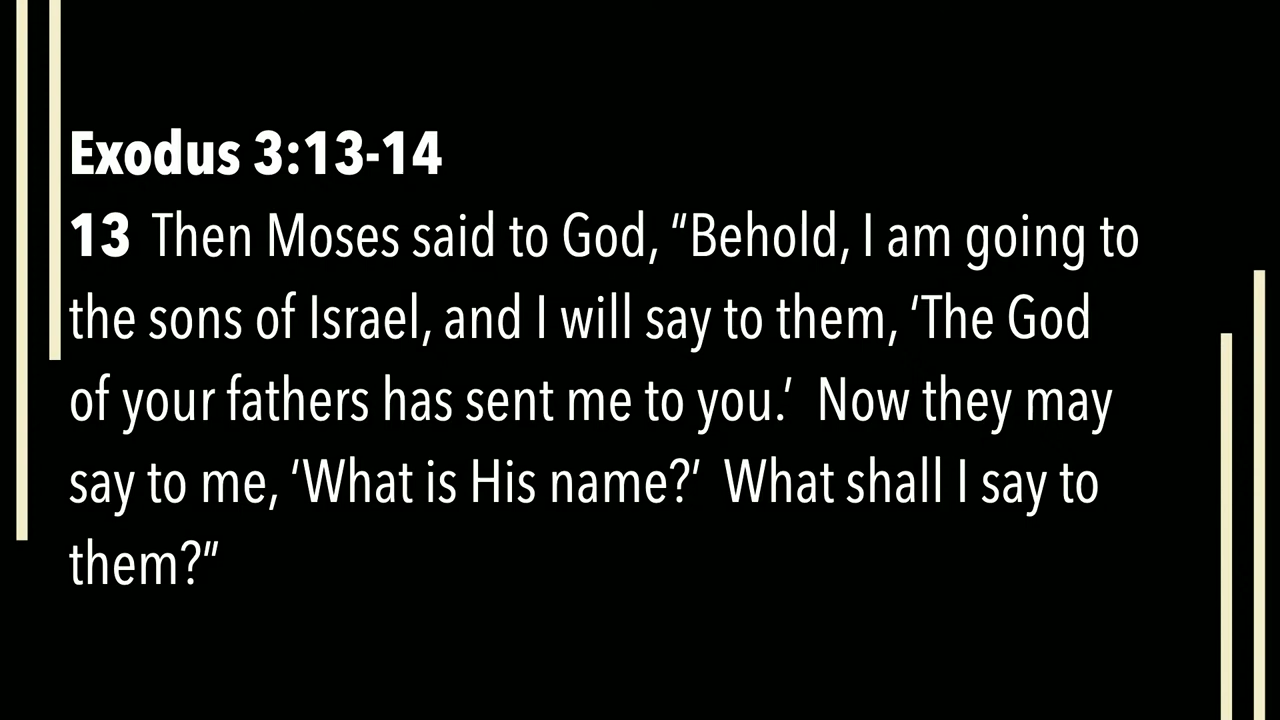 Exodus 3:13-14
13  Then Moses said to God, “Behold, I am going to
the sons of Israel, and I will say to them, ‘The God
of your fathers has sent me to you.’  Now they may
say to me, ‘What is His name?’  What shall I say to
them?”